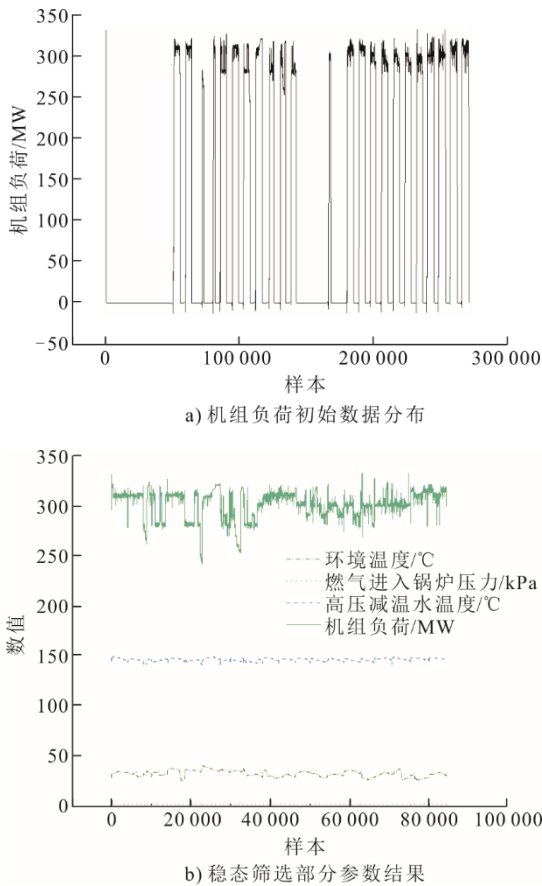 350
300
250
200
150
100
50
0
−50
机组负荷/MW
0
100 000
200 000
300 000
样本
a) 机组负荷初始数据分布
350
300
250
200
150
100
50
0
数值
环境温度/℃
燃气进入锅炉压力/kPa
高压减温水温度/℃
机组负荷/MW
0
20 000
40 000
60 000
80 000
100 000
样本
b) 稳态筛选部分参数结果